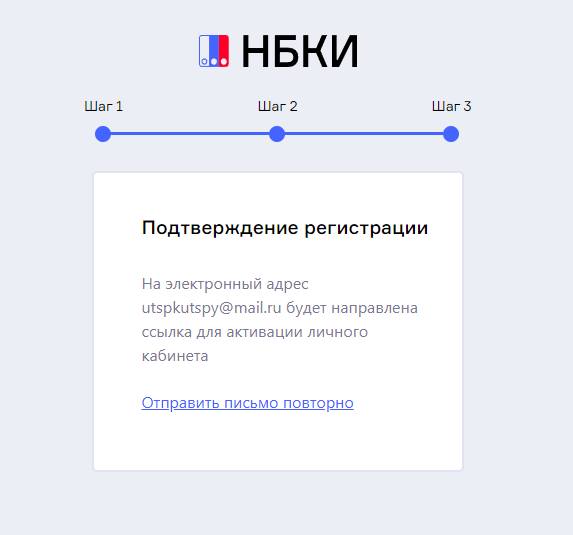 НБКИ
Шаг 1 Шаг 2 Шаг 3
Подтверждение регистрации
На электронный адрес
utspkutspy@mail.ru будет направлена
ссылка для активации личного
кабинета
Отправить письмо повторно